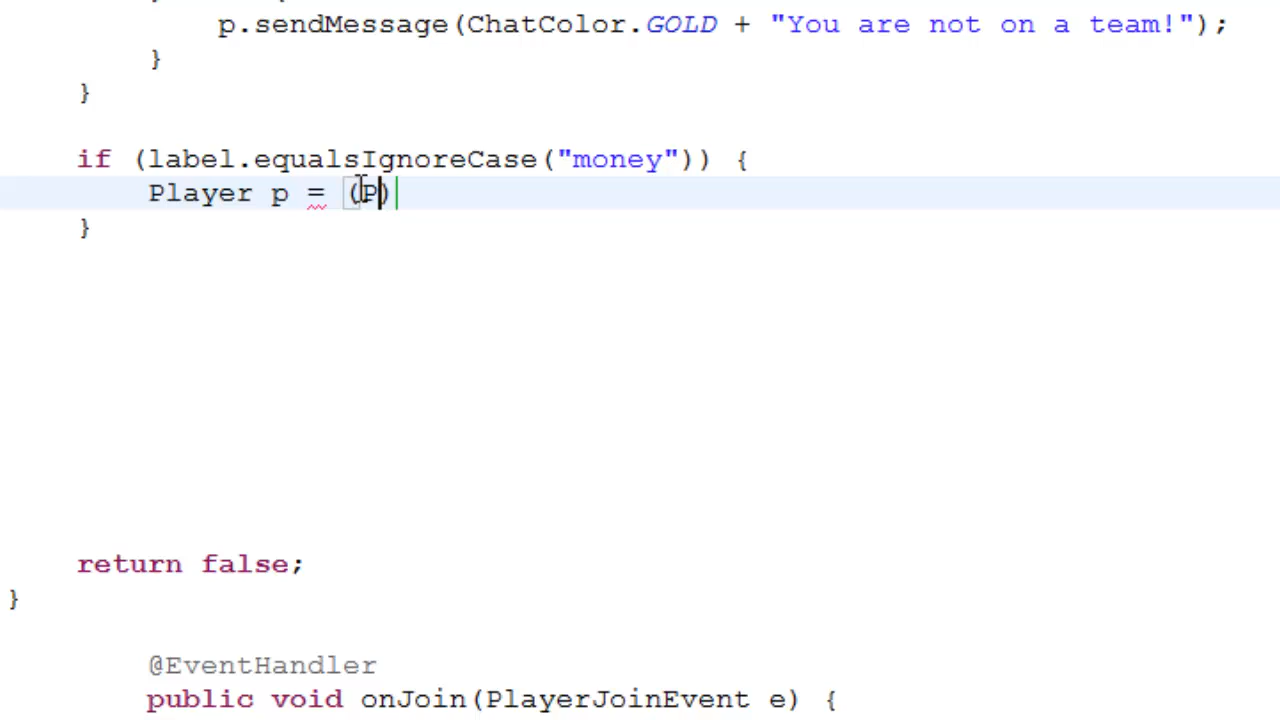 p.sendMessage(ChatColor.GOLD + "You are not on a team!");
}
}
if (label.equalsIgnoreCase("money")) {
Player p = (P)
}
return false;
}
@EventHandler
public void onJoin(PlayerJoinEvent e) {